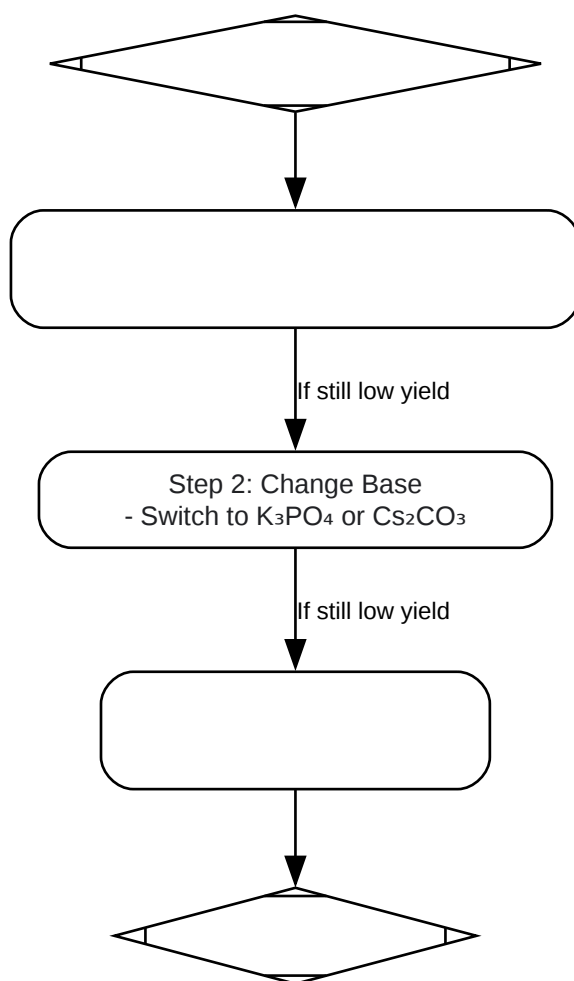 If still low yield
Step 2: Change Base
- Switch to K₃PO₄ or Cs₂CO₃
If still low yield